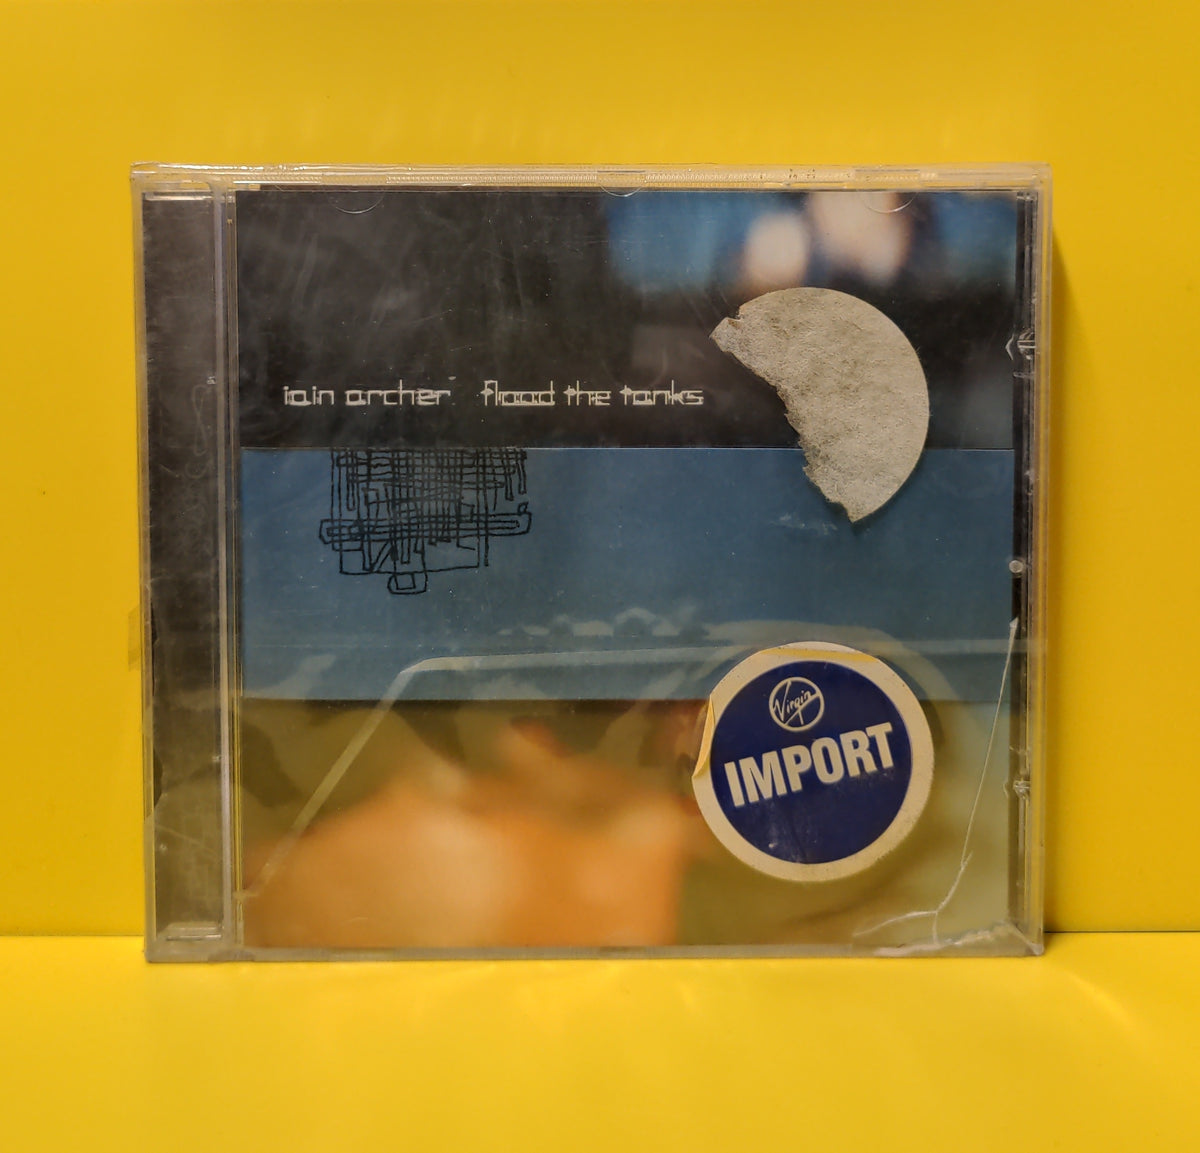 iain archer flood the tanks
Virgin
IMPORT